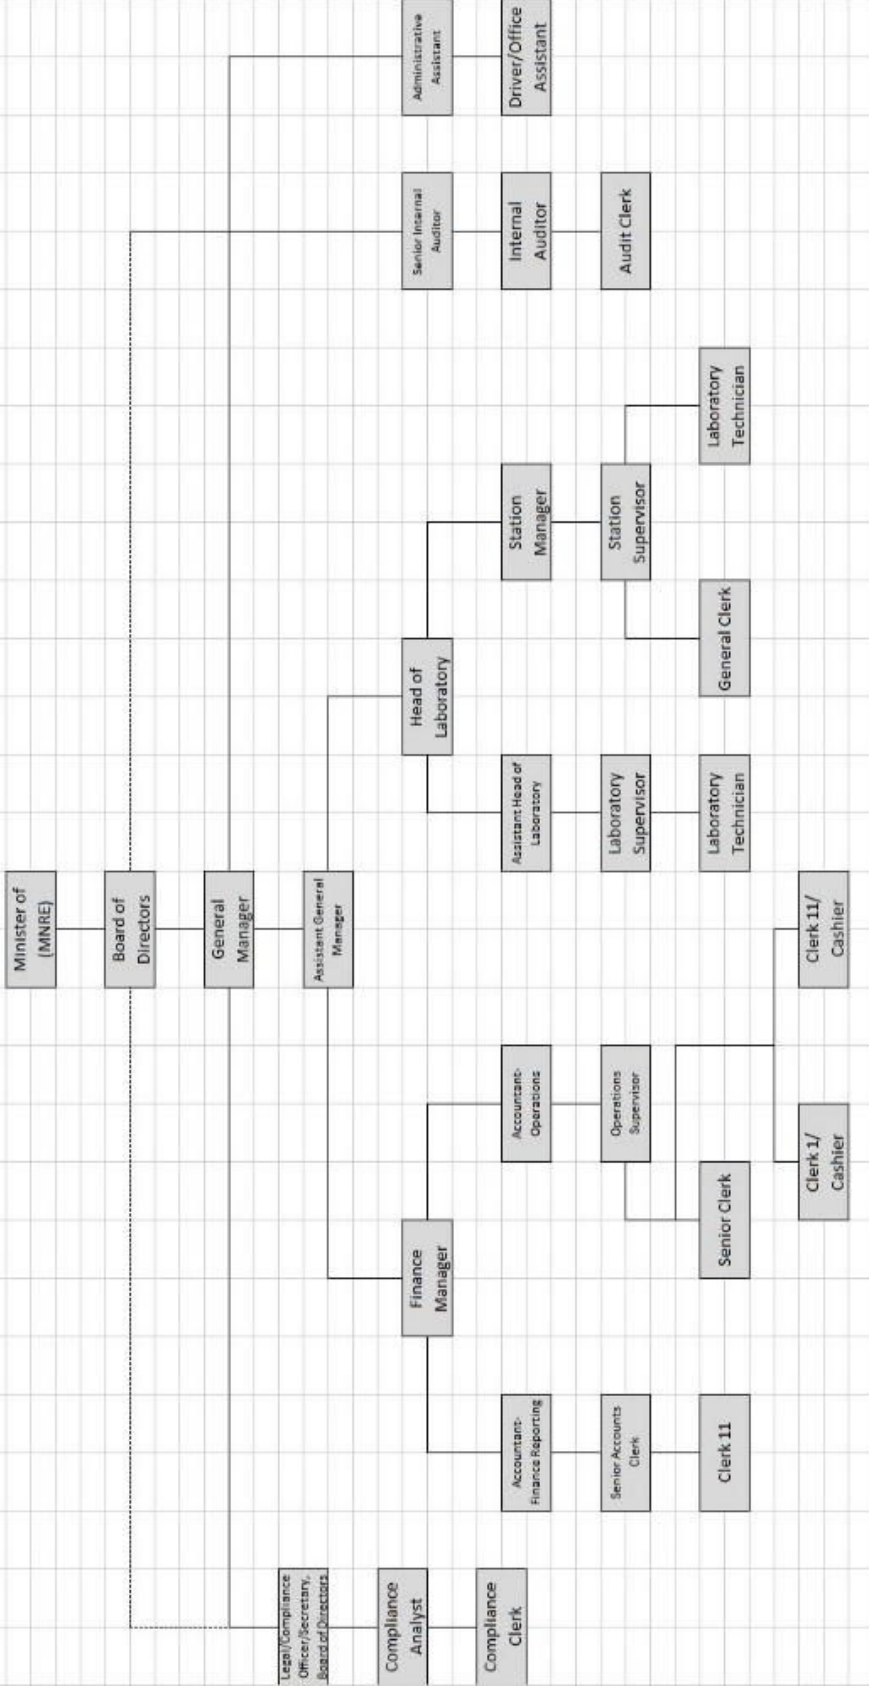 Minister of
(MNRE)
Board of
Directors
General
Manager
Assistant General
Manager
Legal/Compliance
Officer/Secretary,
Board of Directors
Compliance
Analyst
Compliance
Clerk
Finance
Manager
Head of
Laboratory
Senior Internal
Auditor
Administrative
Assistant
Accountant-
Finance Reporting
Accountant-
Operations
Assistant Head of
Laboratory
Station
Manager
Internal
Auditor
Driver/Office
Assistant
Senior Accounts
Clerk
Operations
Supervisor
Laboratory
Supervisor
Station
Supervisor
Audit Clerk
Clerk 11
Senior Clerk
Laboratory
Technician
General Clerk
Laboratory
Technician
Clerk 1/
Cashier
Clerk 11/
Cashier